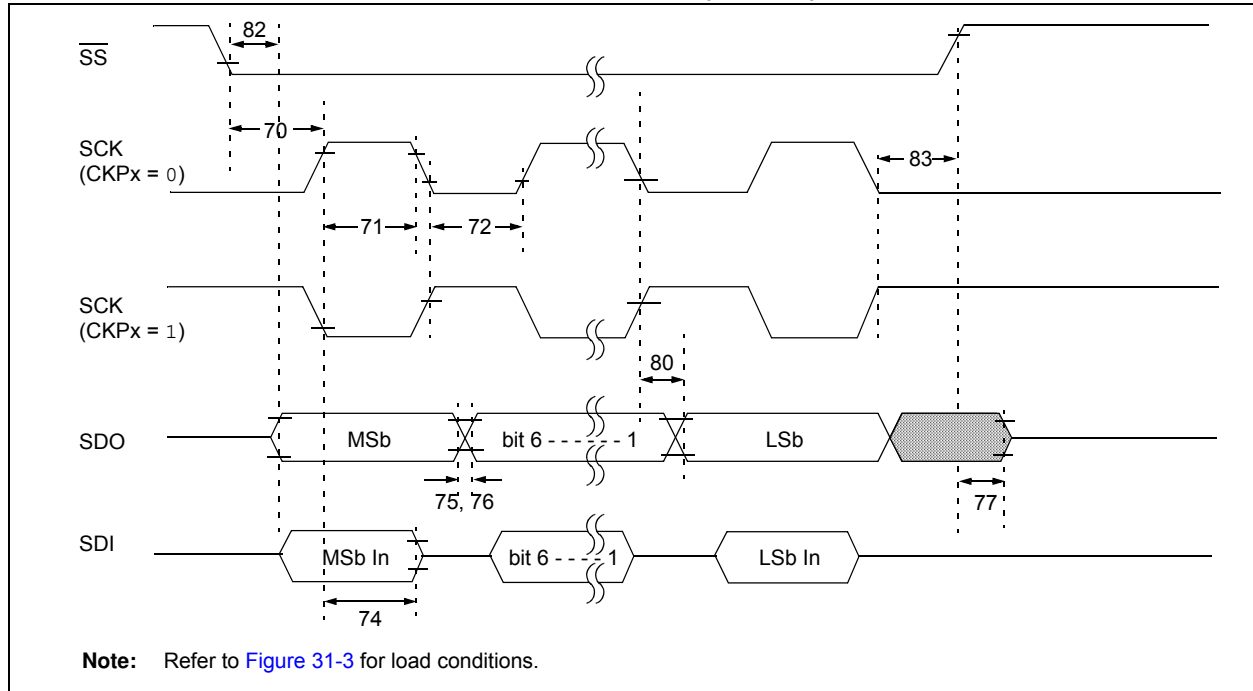 82
SS
70
SCK
(CKPx = 0)
83
71
72
SCK
(CKPx = 1)
80
SDO
MSb
bit 6 - - - - - - 1
LSb
75, 76
77
SDI
MSb In
bit 6 - - - - 1
LSb In
74
Note: Refer to Figure 31-3 for load conditions.